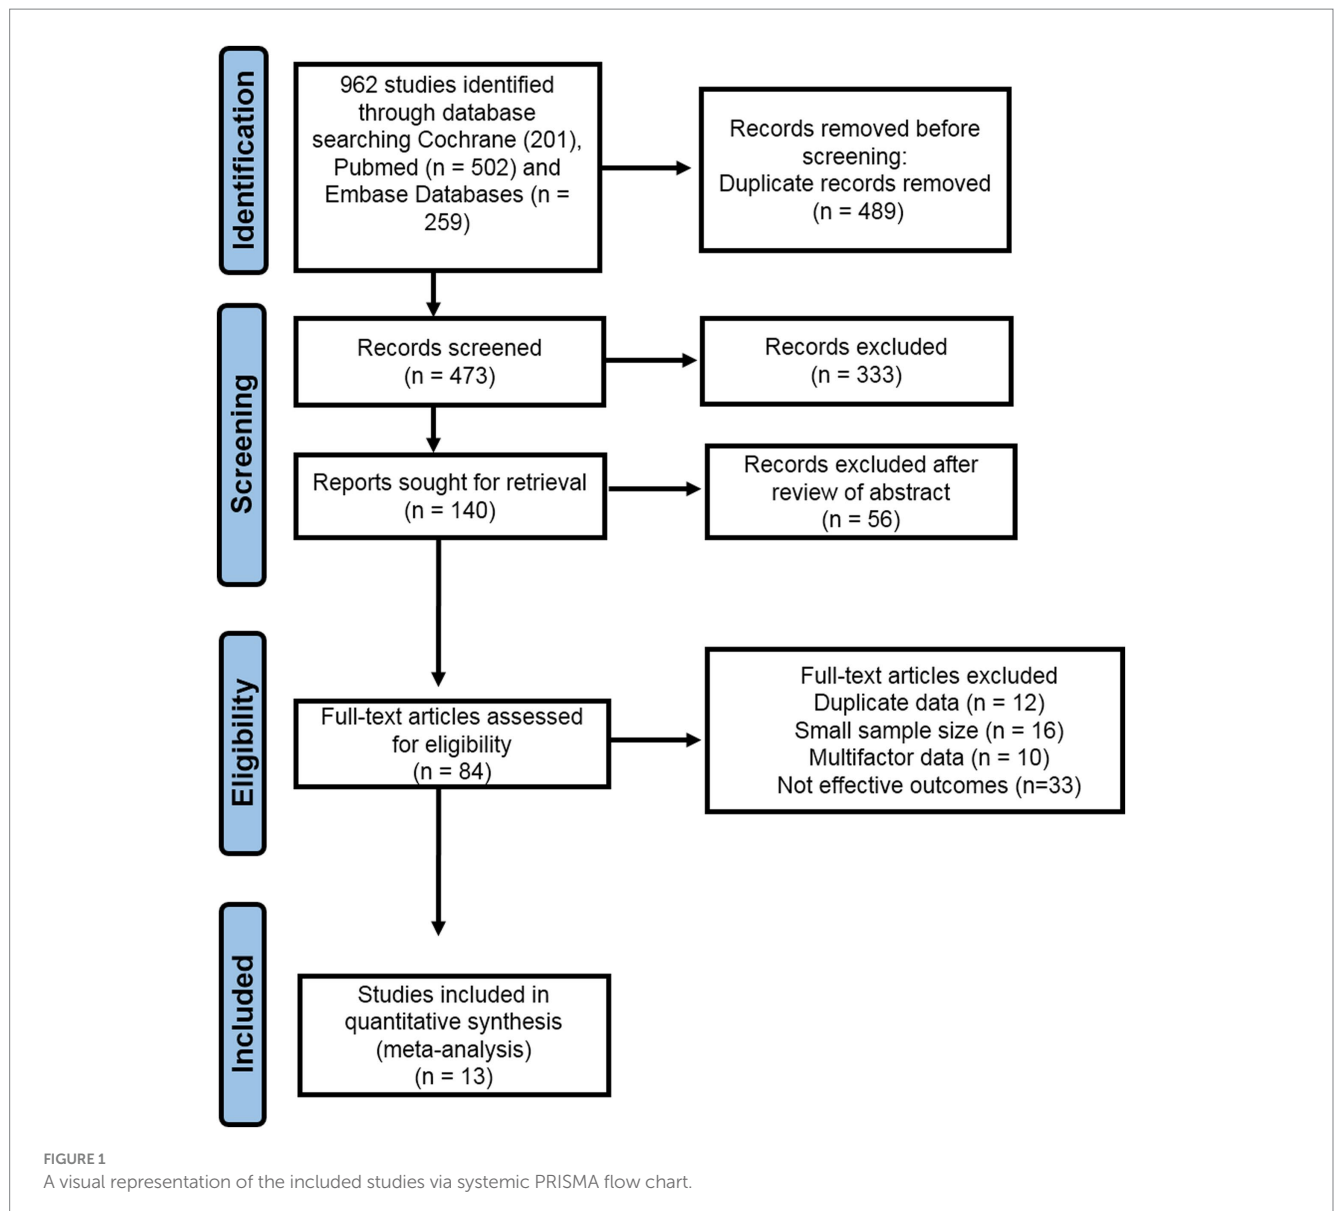 Identification
962 studies identified
through database
searching Cochrane (201),
Pubmed (n = 502) and
Embase Databases (n =
259)
Records removed before
screening:
Duplicate records removed
(n = 489)
Screening
Records screened
(n = 473)
Records excluded
(n = 333)
Reports sought for retrieval
(n = 140)
Records excluded after
review of abstract
(n = 56)
Eligibility
Full-text articles assessed
for eligibility
(n = 84)
Full-text articles excluded
Duplicate data (n = 12)
Small sample size (n = 16)
Multifactor data (n = 10)
Not effective outcomes (n=33)
Included
Studies included in
quantitative synthesis
(meta-analysis)
(n = 13)
FIGURE 1
A visual representation of the included studies via systemic PRISMA flow chart.